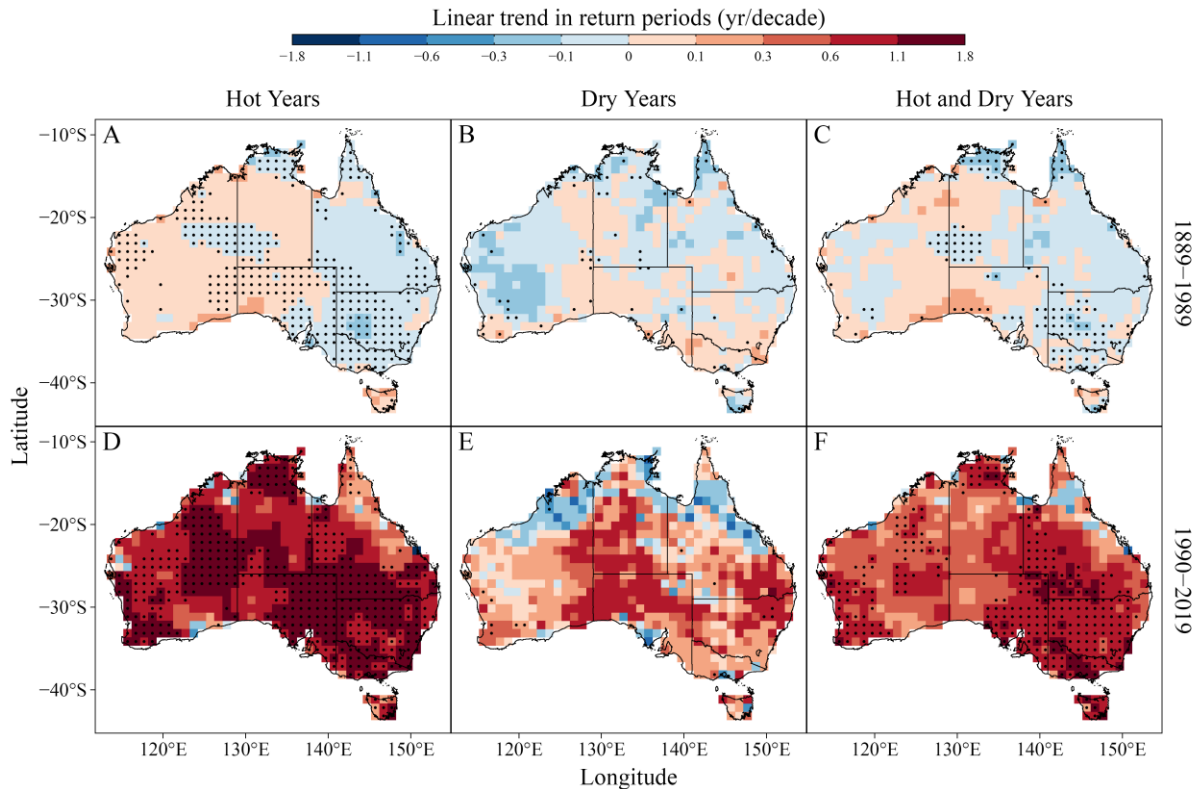 Linear trend in return periods (yr/decade)
−1.8 −1.1 −0.6 −0.3 −0.1 0 0.1 0.3 0.6 1.1 1.8
Hot Years Dry Years Hot and Dry Years
A B C
−10°S
−20°S
−30°S
−40°S
1889−1989
Latitude
D E F
−10°S
−20°S
−30°S
−40°S
1990−2019
120°E 130°E 140°E 150°E 120°E 130°E 140°E 150°E 120°E 130°E 140°E 150°E
Longitude